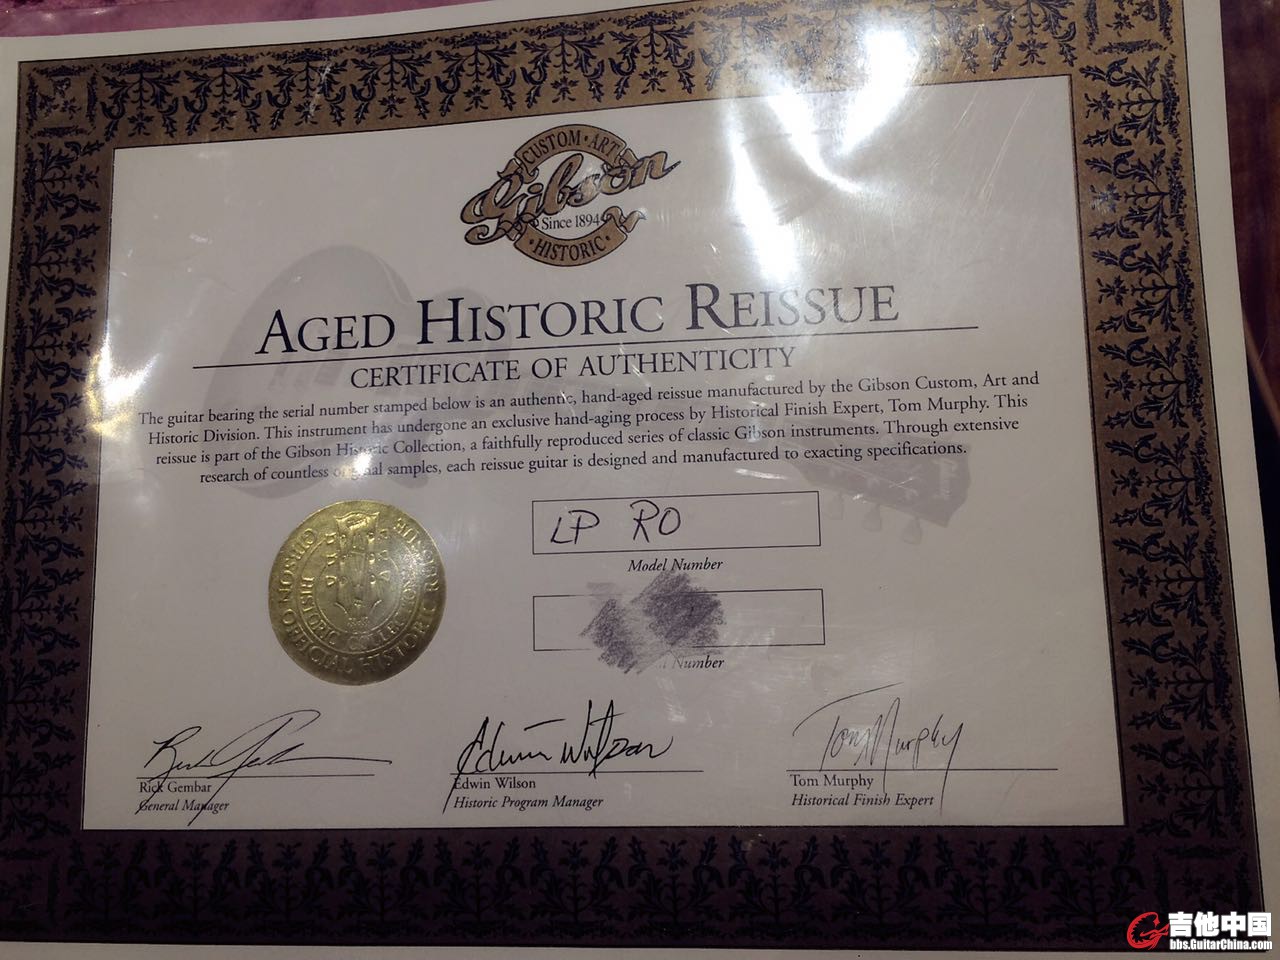 CUSTOM · ART
Gibson
Since 1894
· HISTORIC ·
AGED HISTORIC REISSUE
CERTIFICATE OF AUTHENTICITY
The guitar bearing the serial number stamped below is an authentic, hand-aged reissue manufactured by the Gibson Custom, Art and
Historic Division. This instrument has undergone an exclusive hand-aging process by Historical Finish Expert, Tom Murphy. This
reissue is part of the Gibson Historic Collection, a faithfully reproduced series of classic Gibson instruments. Through extensive
research of countless original samples, each reissue guitar is designed and manufactured to exacting specifications.
LP RO
Model Number
Number
GIBSON OFFICIAL HISTORIC REISSUE
HISTORIC COLLECTION
Edwin Wilson
Tom Murphy
Rick Gembar
General Manager
Edwin Wilson
Historic Program Manager
Tom Murphy
Historical Finish Expert
吉他中国
bbs.GuitarChina.com